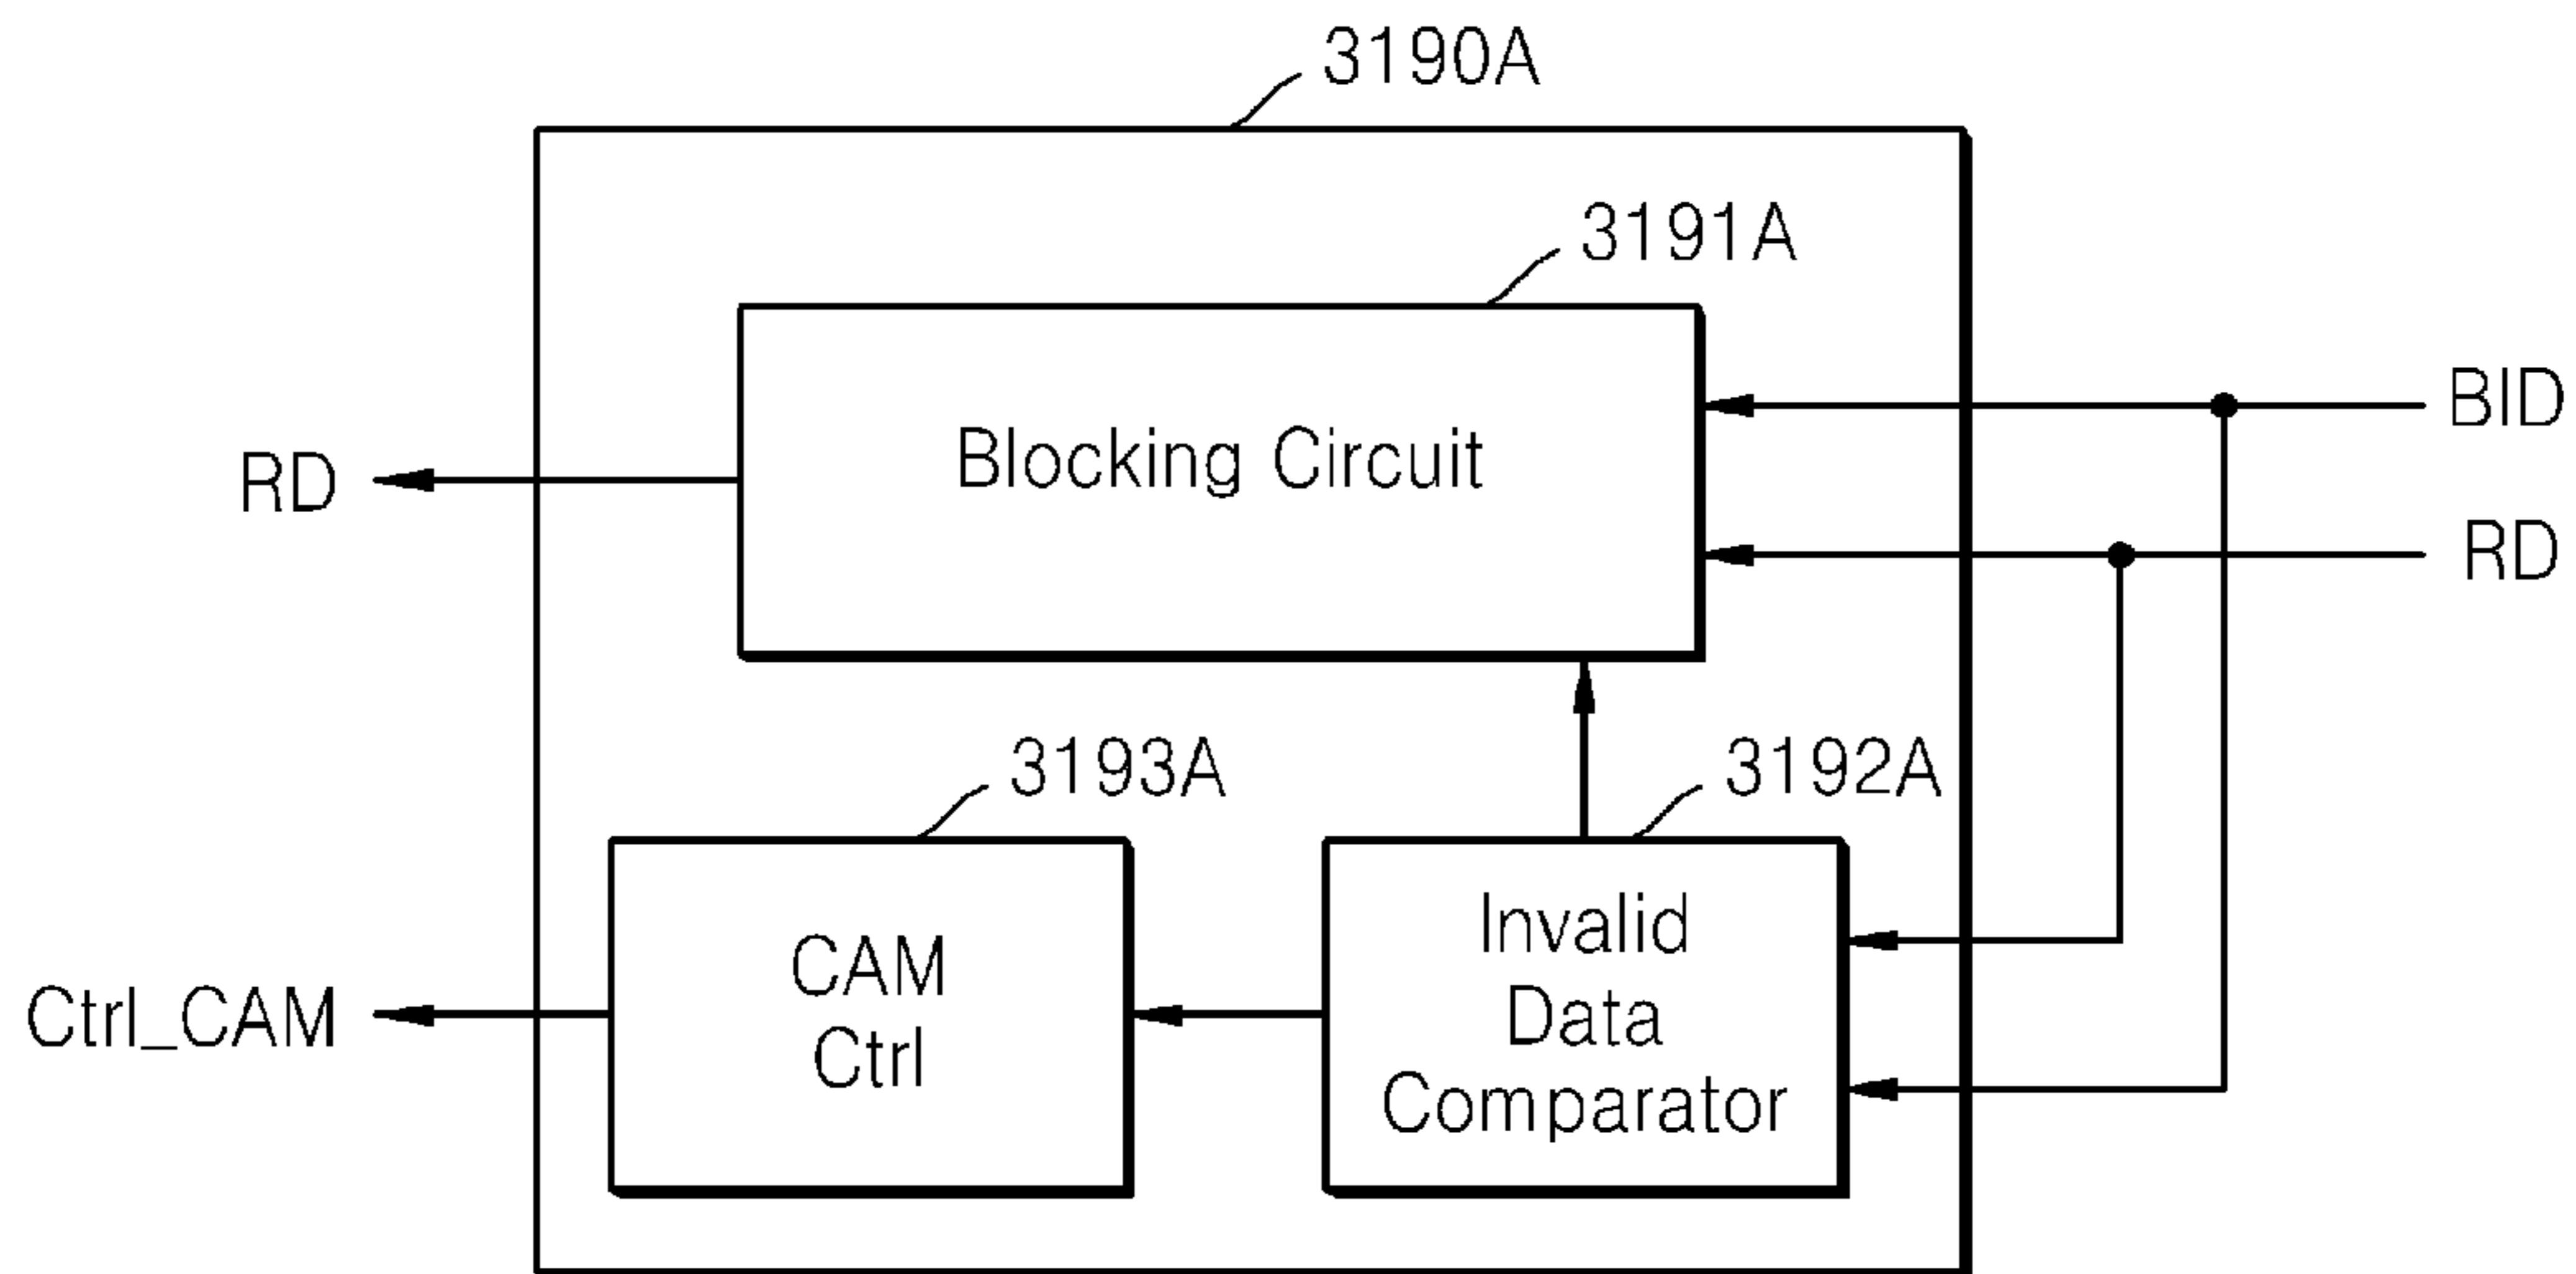 3190A
3191A
BID
Blocking Circuit
RD
RD
3193A
3192A
CAM
Ctrl
Invalid
Data
Comparator
Ctrl_CAM